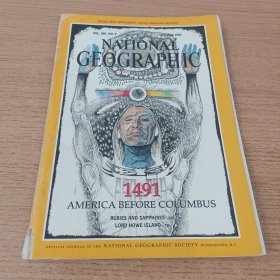 NATIONAL
GEOGRAPHIC
1491
AMERICA BEFORE COLUMBUS
RUBIES AND SAPPHIRES
LORD HOWE ISLAND
OFFICIAL JOURNAL OF THE NATIONAL GEOGRAPHIC SOCIETY WASHINGTON, D.C.